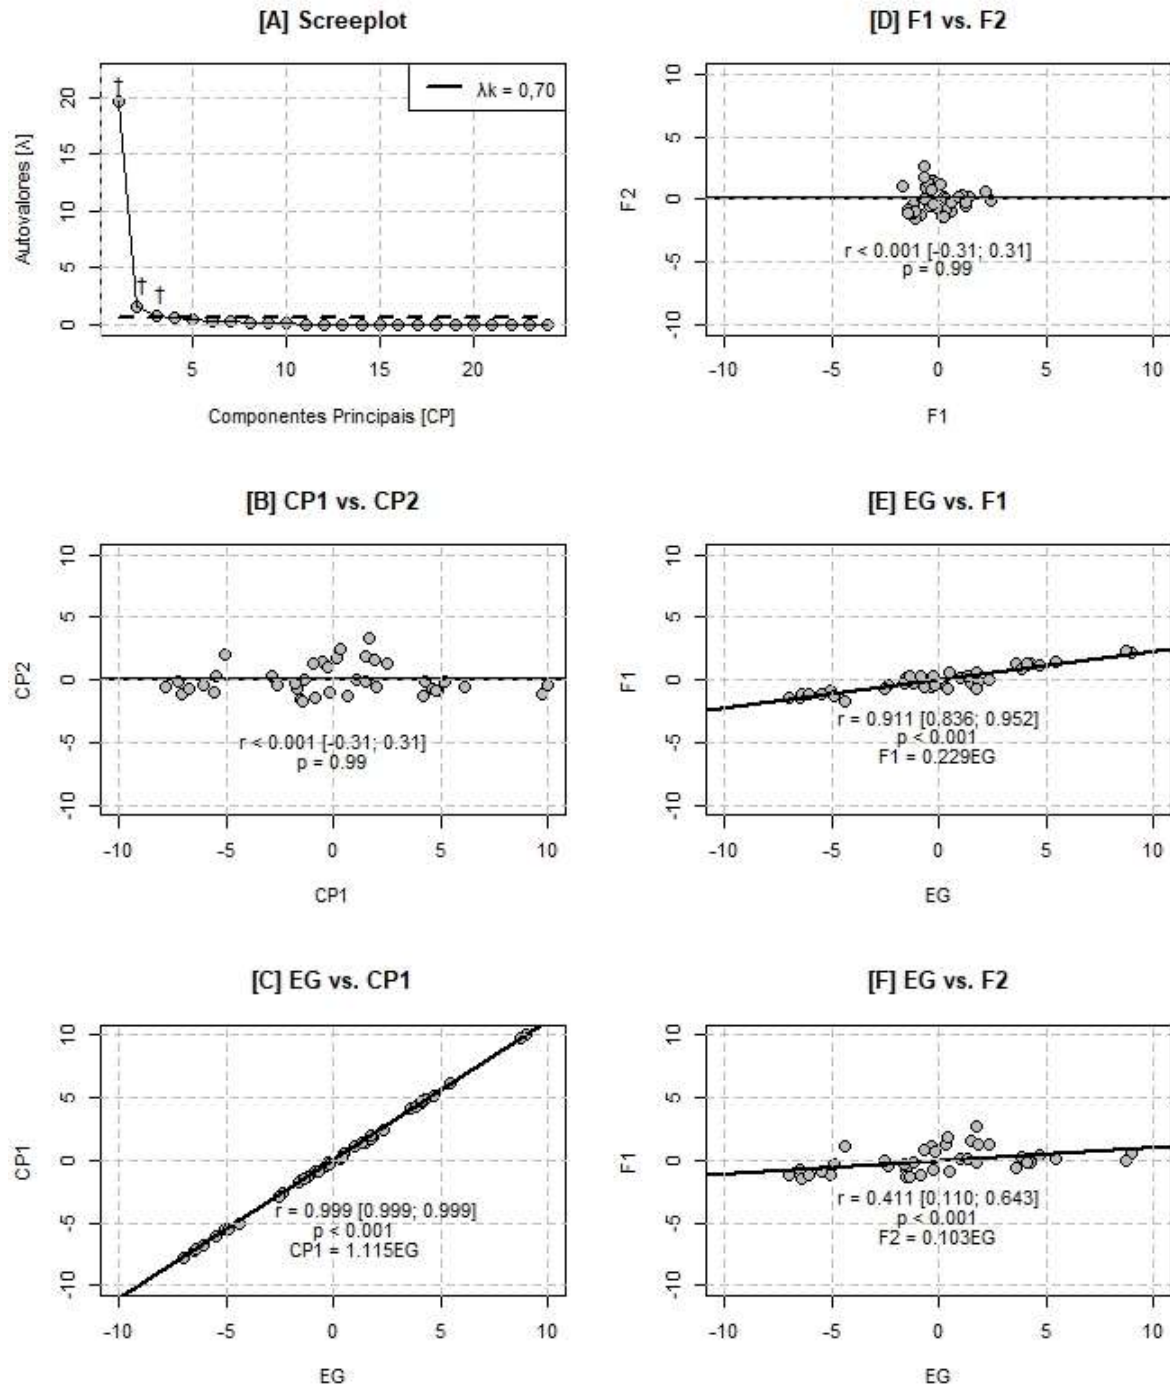 [A] Screeplot
Autovalores [λ]
20
15
10
5
0
λk = 0,70
†
†
†
5 10 15 20
Componentes Principais [CP]
[D] F1 vs. F2
F2
10
5
0
-5
-10
r < 0.001 [-0.31; 0.31]
p = 0.99
-10 -5 0 5 10
F1
[B] CP1 vs. CP2
CP2
10
5
0
-5
-10
r < 0.001 [-0.31; 0.31]
p = 0.99
-10 -5 0 5 10
CP1
[E] EG vs. F1
F1
10
5
0
-5
-10
r = 0.911 [0.836; 0.952]
p < 0.001
F1 = 0.229EG
-10 -5 0 5 10
EG
[C] EG vs. CP1
CP1
10
5
0
-5
-10
r = 0.999 [0.999; 0.999]
p < 0.001
CP1 = 1.115EG
-10 -5 0 5 10
EG
[F] EG vs. F2
F1
10
5
0
-5
-10
r = 0.411 [0.110; 0.643]
p < 0.001
F2 = 0.103EG
-10 -5 0 5 10
EG